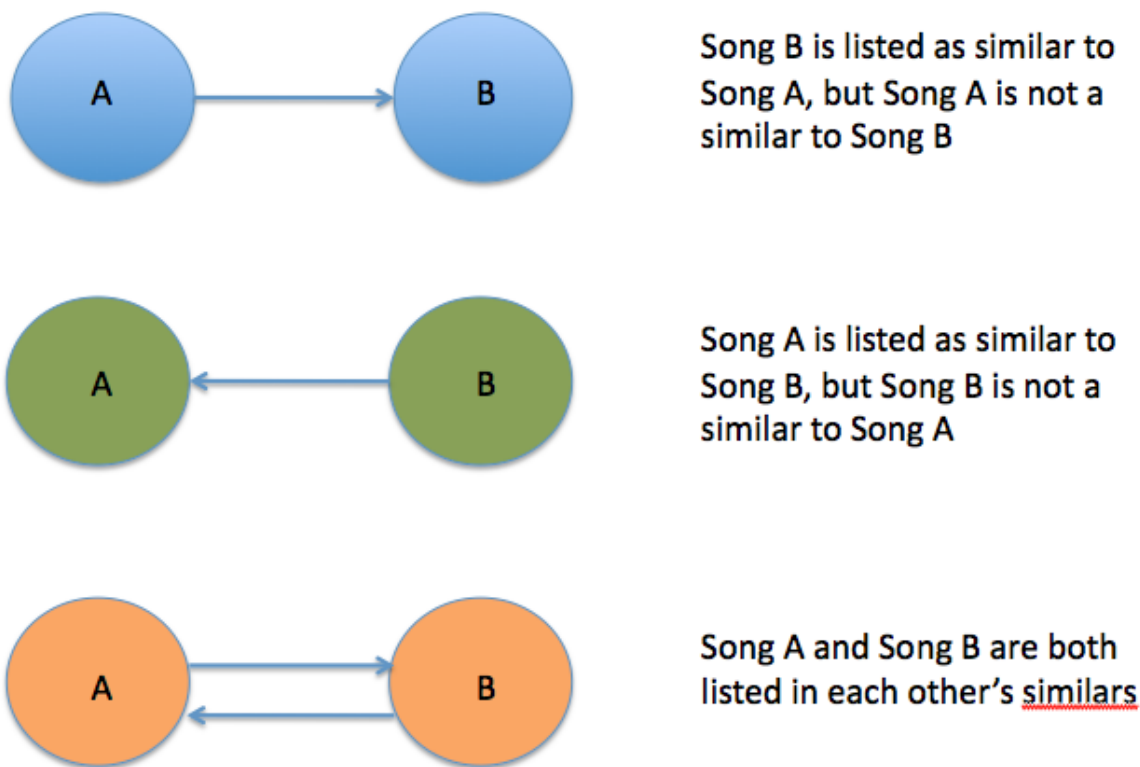 A
B
Song B is listed as similar to
Song A, but Song A is not a
similar to Song B
A
B
Song A is listed as similar to
Song B, but Song B is not a
similar to Song A
A
B
Song A and Song B are both
listed in each other’s similars